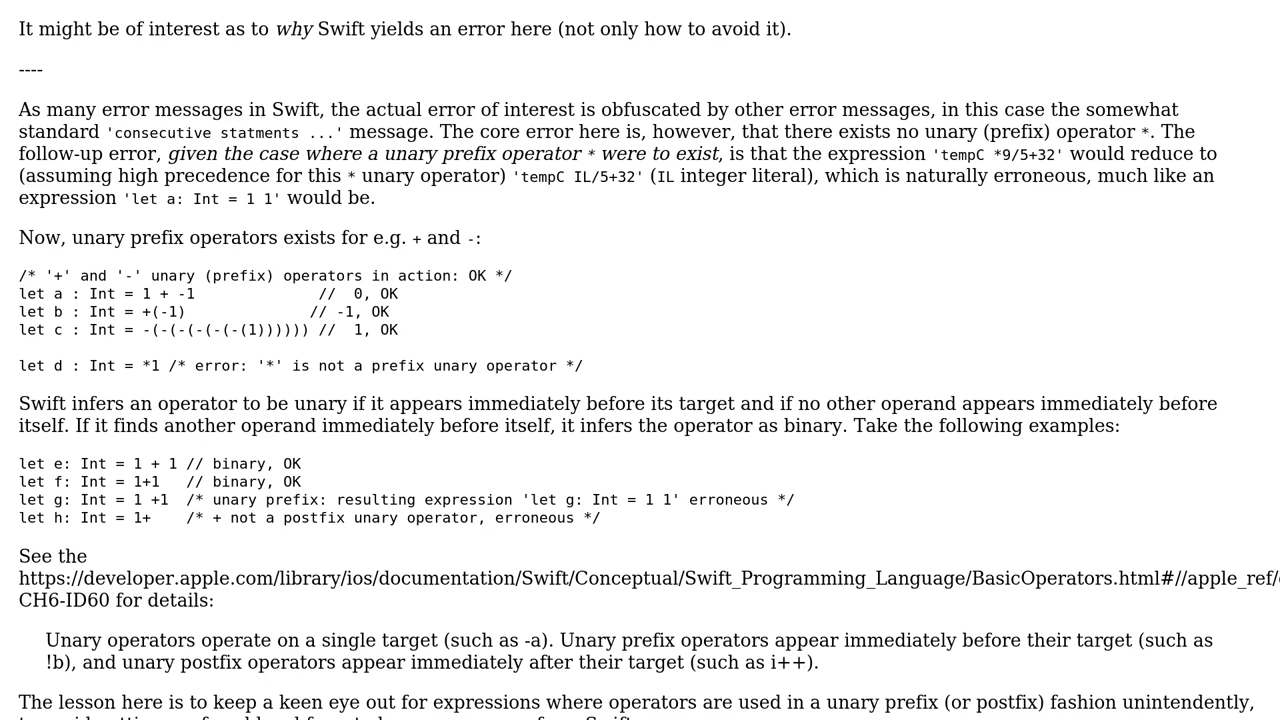 It might be of interest as to why Swift yields an error here (not only how to avoid it).
----
As many error messages in Swift, the actual error of interest is obfuscated by other error messages, in this case the somewhat
standard 'consecutive statments ...' message. The core error here is, however, that there exists no unary (prefix) operator *. The
follow-up error, given the case where a unary prefix operator * were to exist, is that the expression 'tempC *9/5+32' would reduce to
(assuming high precedence for this * unary operator) 'tempC IL/5+32' (IL integer literal), which is naturally erroneous, much like an
expression 'let a: Int = 1 1' would be.
Now, unary prefix operators exists for e.g. + and -:
/* '+' and '-' unary (prefix) operators in action: OK */
let a : Int = 1 + -1              //  0, OK
let b : Int = +(-1)              // -1, OK
let c : Int = -(-(-(-(-(-(1)))))) //  1, OK
let d : Int = *1 /* error: '*' is not a prefix unary operator */
Swift infers an operator to be unary if it appears immediately before its target and if no other operand appears immediately before
itself. If it finds another operand immediately before itself, it infers the operator as binary. Take the following examples:
let e: Int = 1 + 1 // binary, OK
let f: Int = 1+1   // binary, OK
let g: Int = 1 +1  /* unary prefix: resulting expression 'let g: Int = 1 1' erroneous */
let h: Int = 1+    /* + not a postfix unary operator, erroneous */
See the
https://developer.apple.com/library/ios/documentation/Swift/Conceptual/Swift_Programming_Language/BasicOperators.html#//apple_ref/
CH6-ID60 for details:
Unary operators operate on a single target (such as -a). Unary prefix operators appear immediately before their target (such as
!b), and unary postfix operators appear immediately after their target (such as i++).
The lesson here is to keep a keen eye out for expressions where operators are used in a unary prefix (or postfix) fashion unintendently,